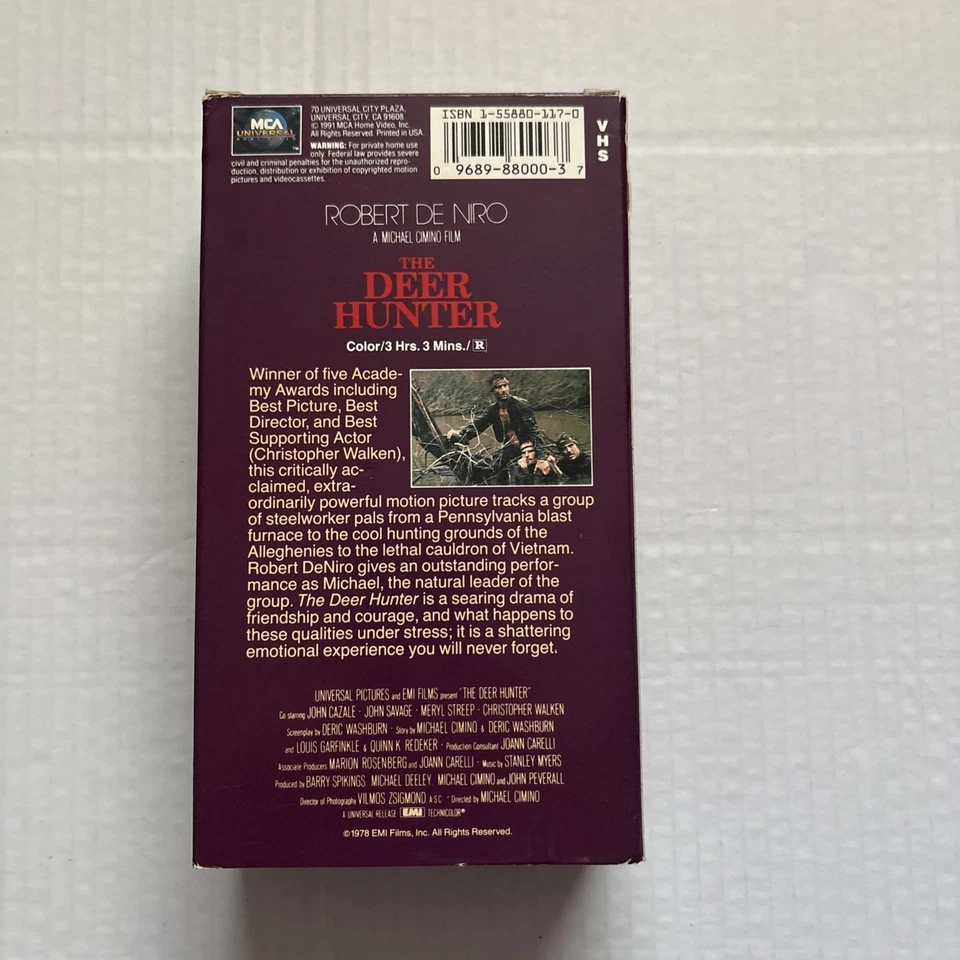 MCA
UNIVERSAL
70 UNIVERSAL CITY PLAZA,
UNIVERSAL CITY, CA 91608.
© 1991 MCA Home Video, Inc.
All Rights Reserved. Printed in USA.
WARNING: For private home use
only. Federal law provides severe
civil and criminal penalties for the unauthorized repro-
duction, distribution or exhibition of copyrighted motion
pictures and videocassettes.
ISBN 1-55880-117-0
0 9689-88000-3 7
VHS
ROBERT DE NIRO
A MICHAEL CIMINO FILM
THE
DEER
HUNTER
Color/3 Hrs. 3 Mins./ R
Winner of five Acade-
my Awards including
Best Picture, Best
Director, and Best
Supporting Actor
(Christopher Walken),
this critically ac-
claimed, extra-
ordinarily powerful motion picture tracks a group
of steelworker pals from a Pennsylvania blast
furnace to the cool hunting grounds of the
Alleghenies to the lethal cauldron of Vietnam.
Robert DeNiro gives an outstanding perfor-
mance as Michael, the natural leader of the
group. The Deer Hunter is a searing drama of
friendship and courage, and what happens to
these qualities under stress; it is a shattering
emotional experience you will never forget.
UNIVERSAL PICTURES and EMI FILMS present "THE DEER HUNTER"
Co-starring JOHN CAZALE · JOHN SAVAGE · MERYL STREEP · CHRISTOPHER WALKEN
Screenplay by DERIC WASHBURN · Story by MICHAEL CIMINO & DERIC WASHBURN
and LOUIS GARFINKLE & QUINN K. REDEKER · Production Consultant JOANN CARELLI
Associate Producers MARION ROSENBERG and JOANN CARELLI · Music by STANLEY MYERS
Produced by BARRY SPIKINGS, MICHAEL DEELEY, MICHAEL CIMINO and JOHN PEVERALL
Director of Photography VILMOS ZSIGMOND, A.S.C. · Directed by MICHAEL CIMINO
A UNIVERSAL RELEASE EMI TECHNICOLOR®
©1978 EMI Films, Inc. All Rights Reserved.